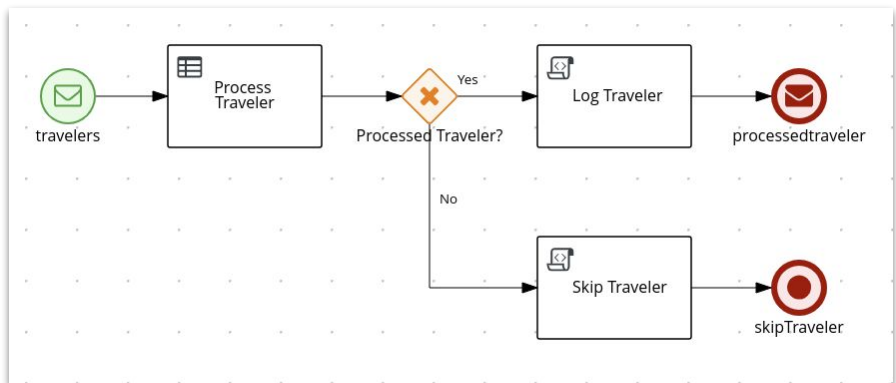 Process
Traveler
Yes
Log Traveler
travelers
Processed Traveler?
processedtraveler
No
Skip Traveler
skipTraveler